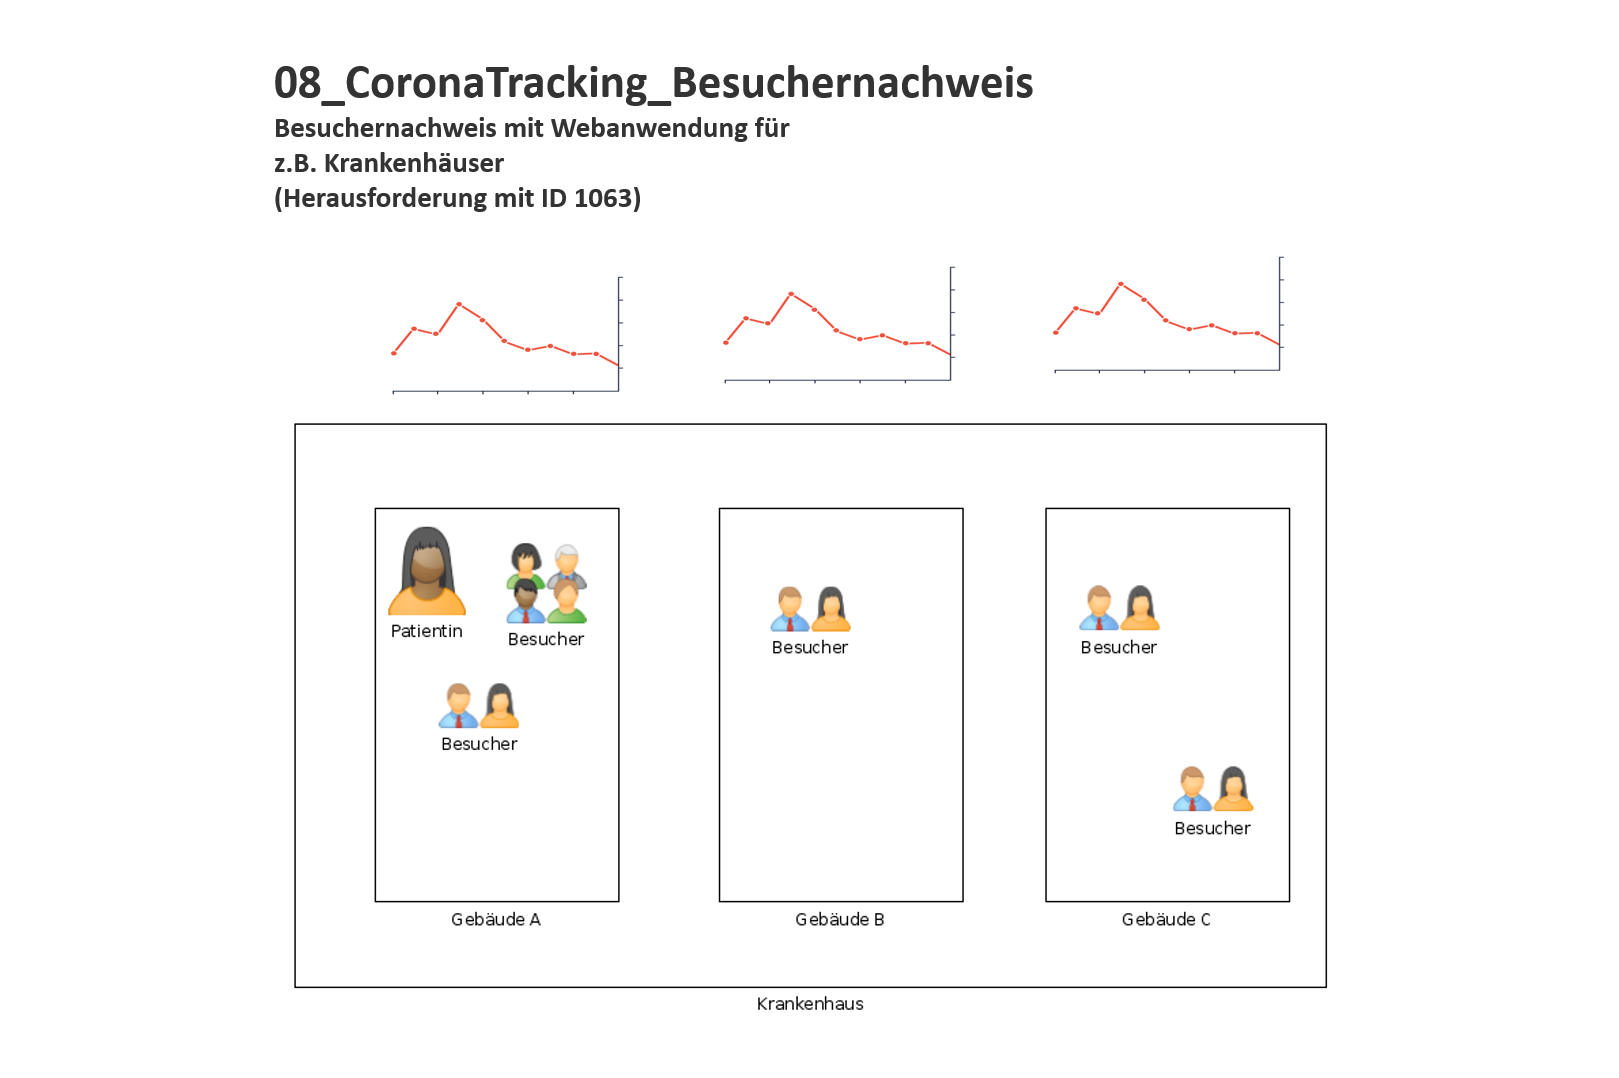 08_CoronaTracking_Besuchernachweis
Besuchernachweis mit Webanwendung für
z.B. Krankenhäuser
(Herausforderung mit ID 1063)
Patientin
Besucher
Besucher
Gebäude A
Besucher
Gebäude B
Besucher
Besucher
Gebäude C
Krankenhaus